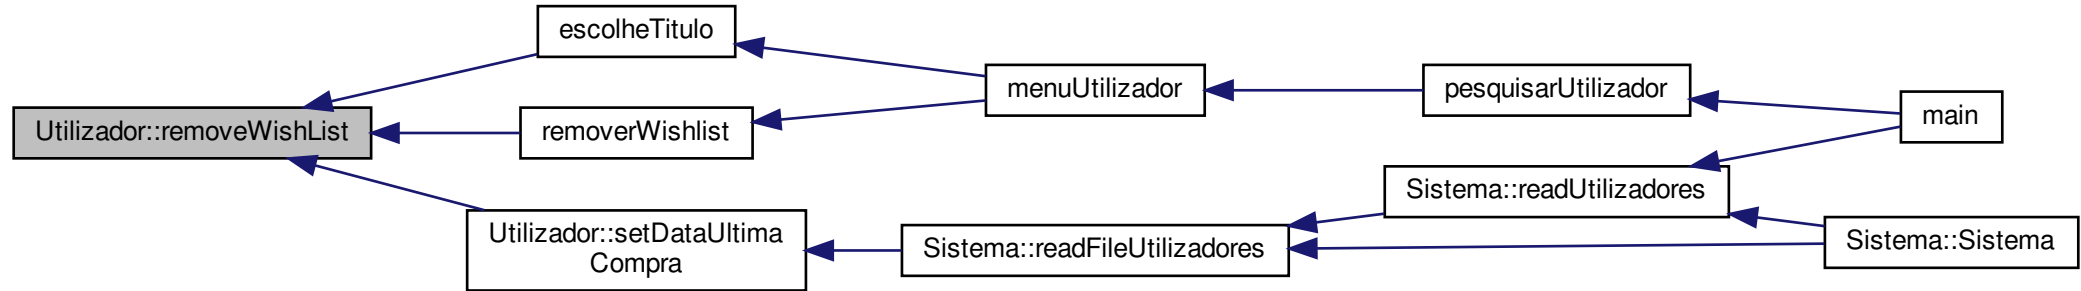 escolheTitulo
menuUtilizador
pesquisarUtilizador
main
Utilizador::removeWishList
removerWishlist
Sistema::readUtilizadores
Utilizador::setDataUltima
Compra
Sistema::readFileUtilizadores
Sistema::Sistema